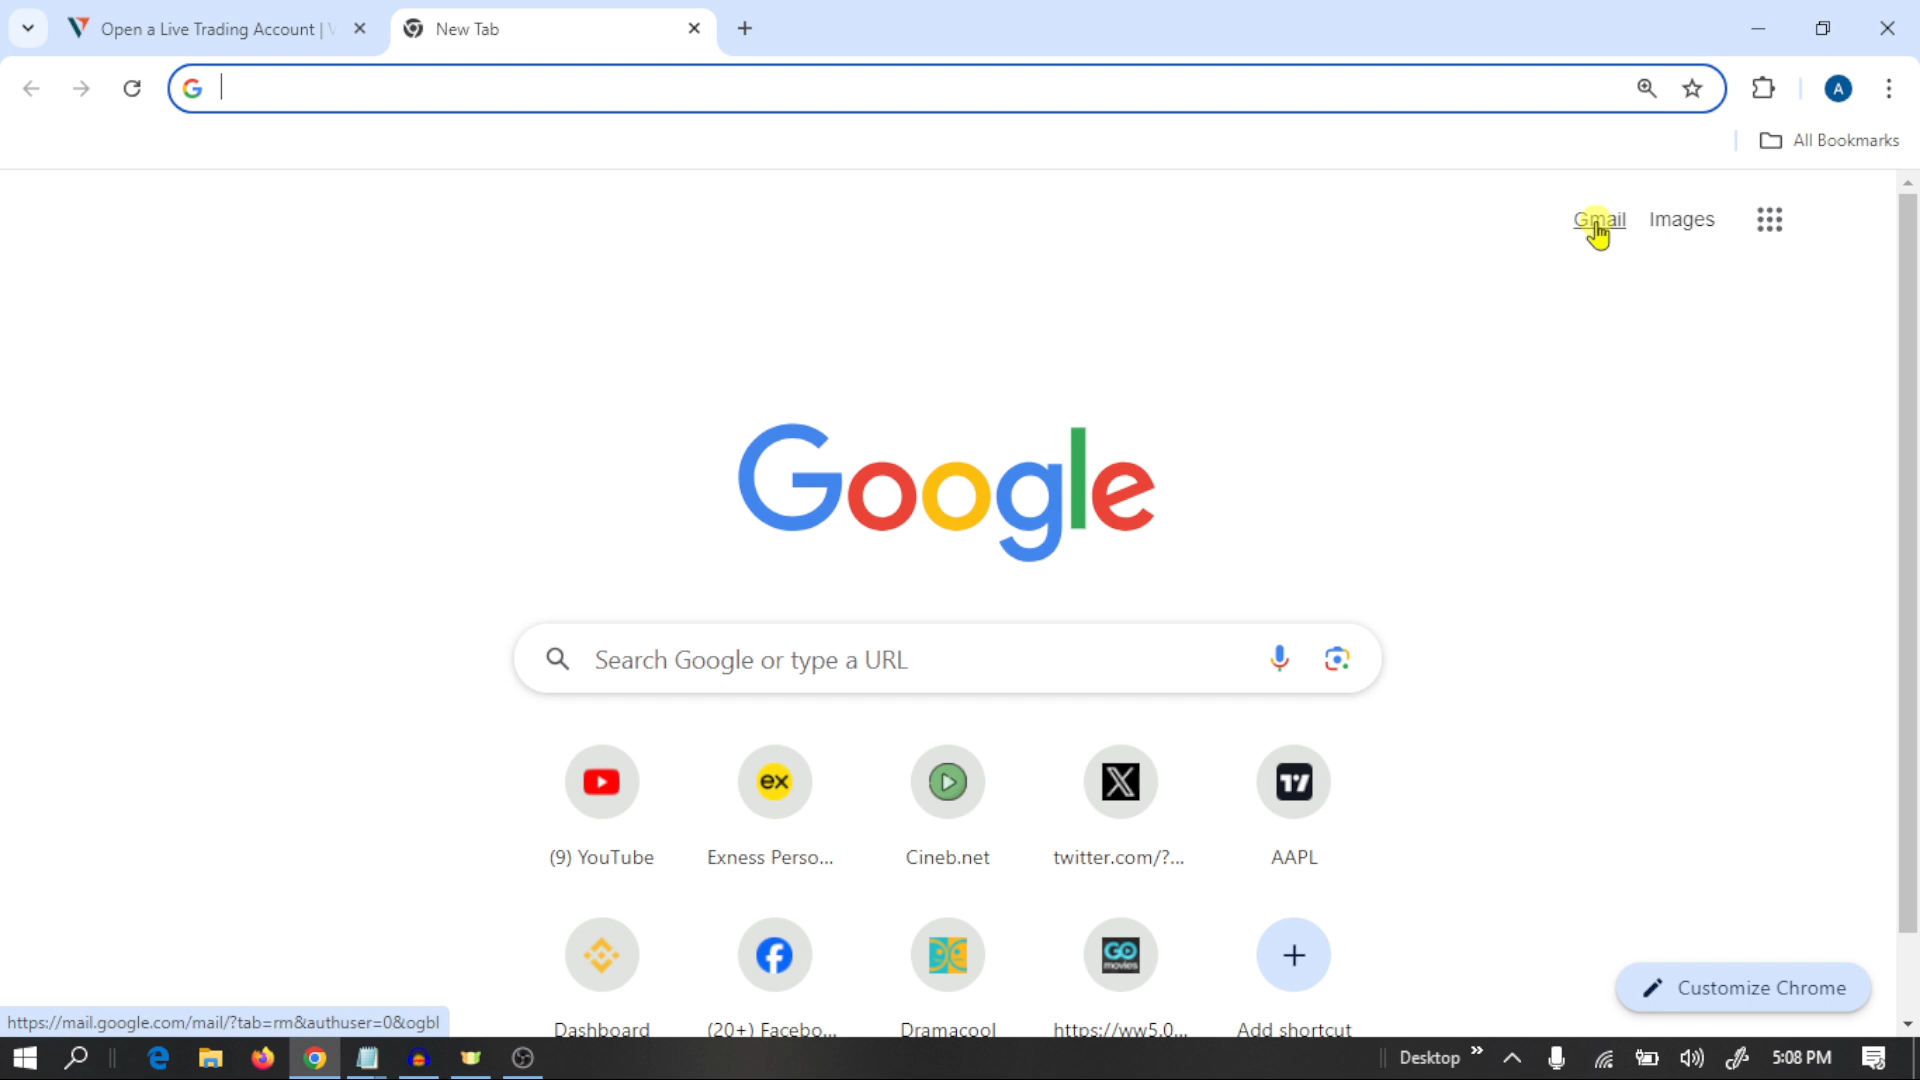 Open a Live Trading Account | V
New Tab
A
All Bookmarks
Gmail Images
Google
Search Google or type a URL
ex
(9) YouTube Exness Perso... Cineb.net twitter.com/?... AAPL
GO
movies
Dashboard (20+) Facebo... Dramacool https://ww5.0... Add shortcut
Customize Chrome
https://mail.google.com/mail/?tab=rm&authuser=0&ogbl
Desktop
5:08 PM